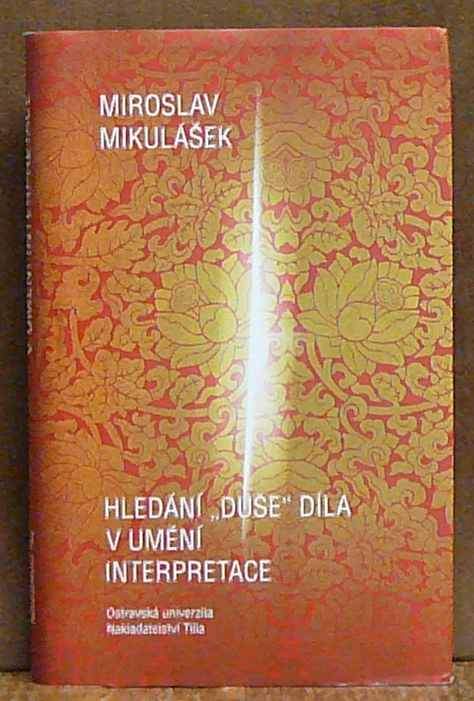 MIROSLAV
MIKULÁŠEK
HLEDÁNÍ „DUŠE“ DÍLA
V UMĚNÍ
INTERPRETACE
Ostravská univerzita
Nakladatelství Tilia